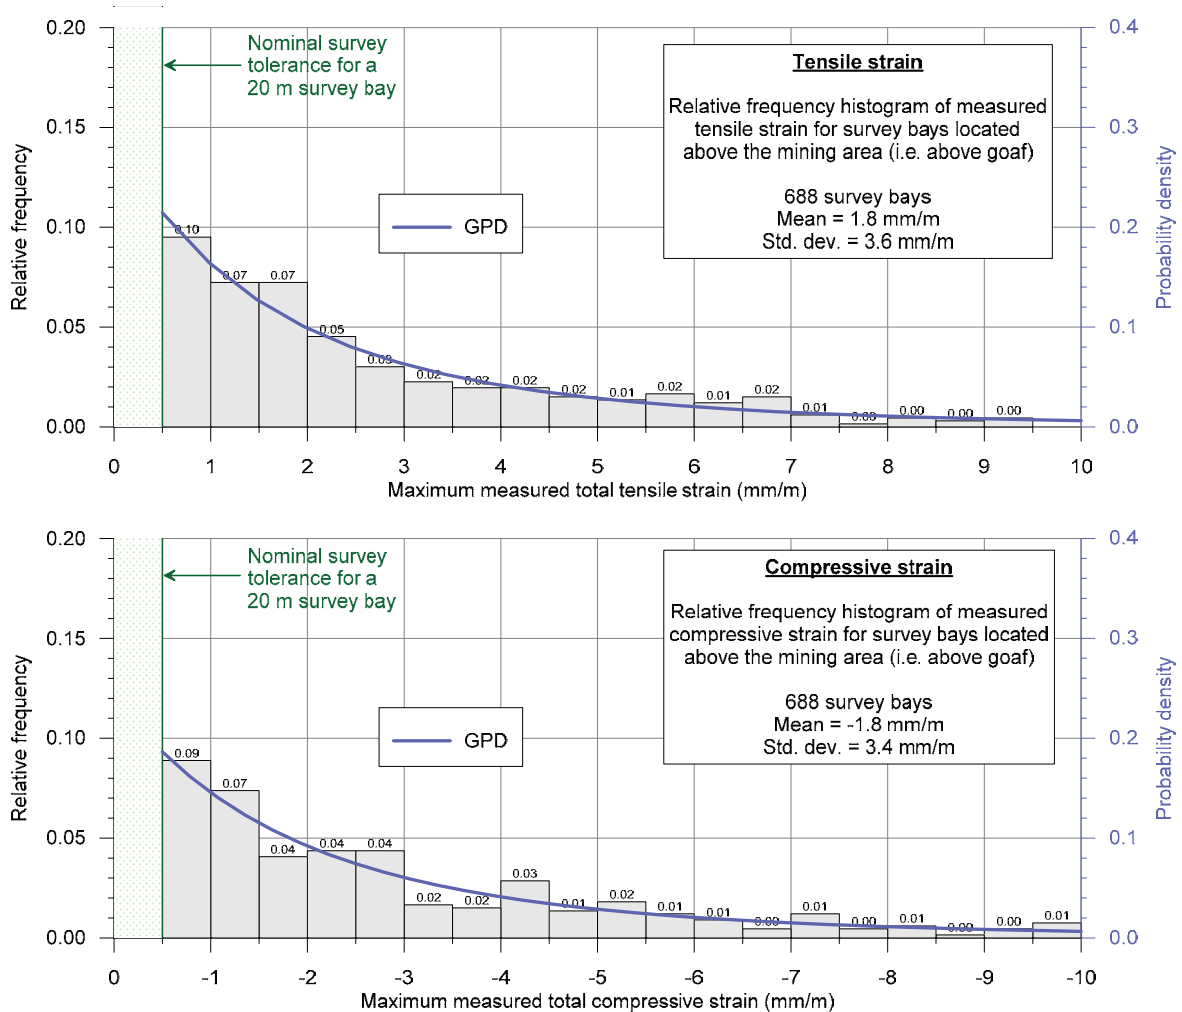 0.20
0.15
0.10
0.05
0.00
Relative frequency
Nominal survey
tolerance for a
20 m survey bay
GPD
Tensile strain
Relative frequency histogram of measured
tensile strain for survey bays located
above the mining area (i.e. above goaf)
688 survey bays
Mean = 1.8 mm/m
Std. dev. = 3.6 mm/m
0.4
0.3
0.2
0.1
0.0
Probability density
0.10 0.07 0.07 0.05 0.03 0.02 0.02 0.02 0.02 0.01 0.02 0.01 0.02 0.01 0.00 0.00 0.00 0.00
0 1 2 3 4 5 6 7 8 9 10
Maximum measured total tensile strain (mm/m)
0.20
0.15
0.10
0.05
0.00
Relative frequency
Nominal survey
tolerance for a
20 m survey bay
GPD
Compressive strain
Relative frequency histogram of measured
compressive strain for survey bays located
above the mining area (i.e. above goaf)
688 survey bays
Mean = -1.8 mm/m
Std. dev. = 3.4 mm/m
0.4
0.3
0.2
0.1
0.0
Probability density
0.09 0.07 0.04 0.04 0.04 0.02 0.02 0.03 0.01 0.02 0.01 0.01 0.00 0.01 0.00 0.01 0.00 0.00 0.01
0 -1 -2 -3 -4 -5 -6 -7 -8 -9 -10
Maximum measured total compressive strain (mm/m)